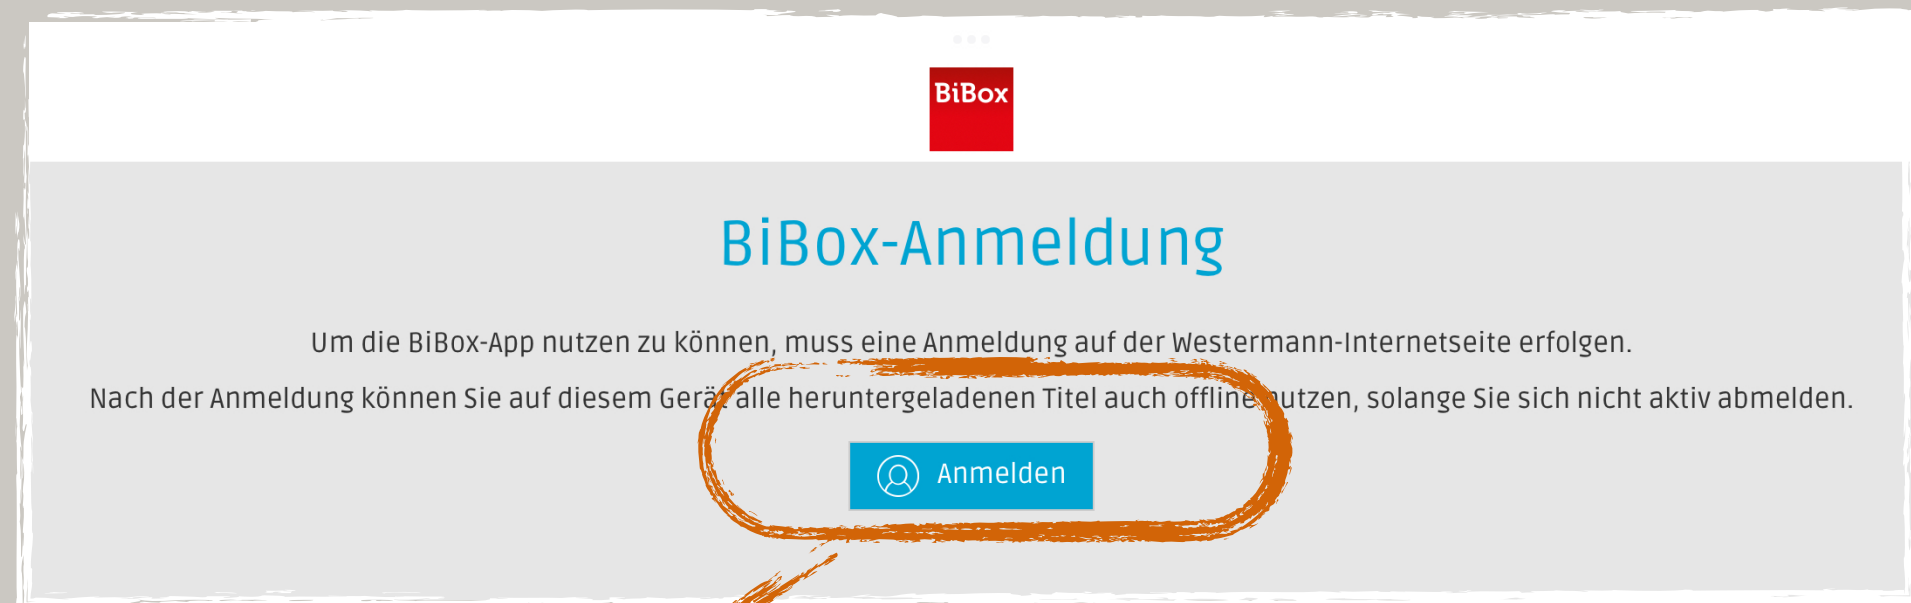 BiBox
BiBox-Anmeldung
Um die BiBox-App nutzen zu können, muss eine Anmeldung auf der Westermann-Internetseite erfolgen.
Nach der Anmeldung können Sie auf diesem Gerät alle heruntergeladenen Titel auch offline nutzen, solange Sie sich nicht aktiv abmelden.
Anmelden